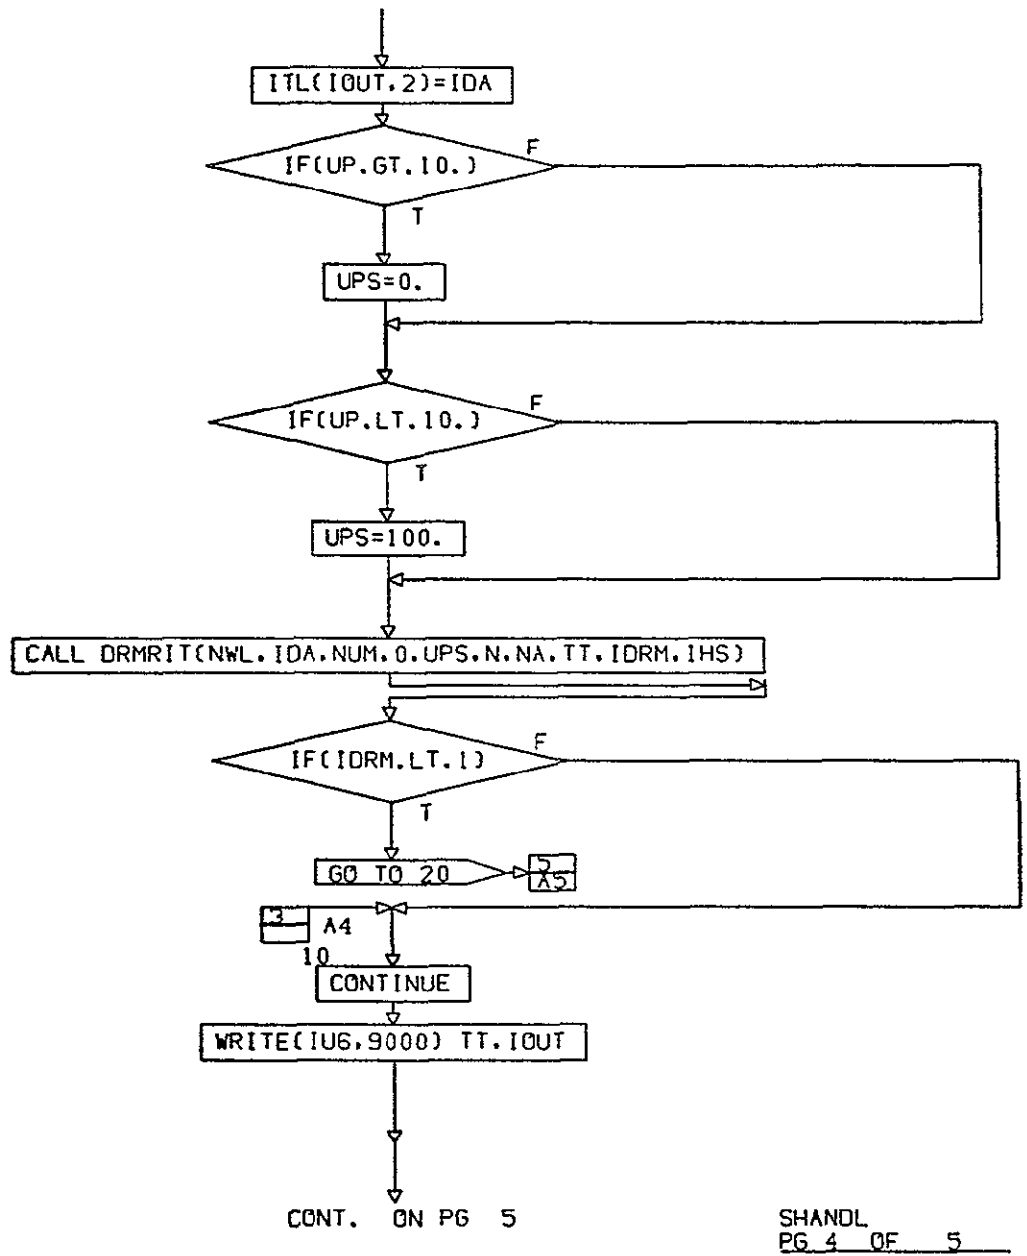 ITL(IOUT,2)=IDA
IF(UP.GT.10.)
F
T
UPS=0.
IF(UP.LT.10.)
F
T
UPS=100.
CALL DRMRIT(NWL,IDA,NUM,0,UPS,N,NA,TT,IDRM,IHS)
IF(IDRM.LT.1)
F
T
GO TO 20
5
A5
3
A4
10
CONTINUE
WRITE(IU6,9000) TT,IOUT
CONT. ON PG 5
SHANDL
PG 4 OF 5